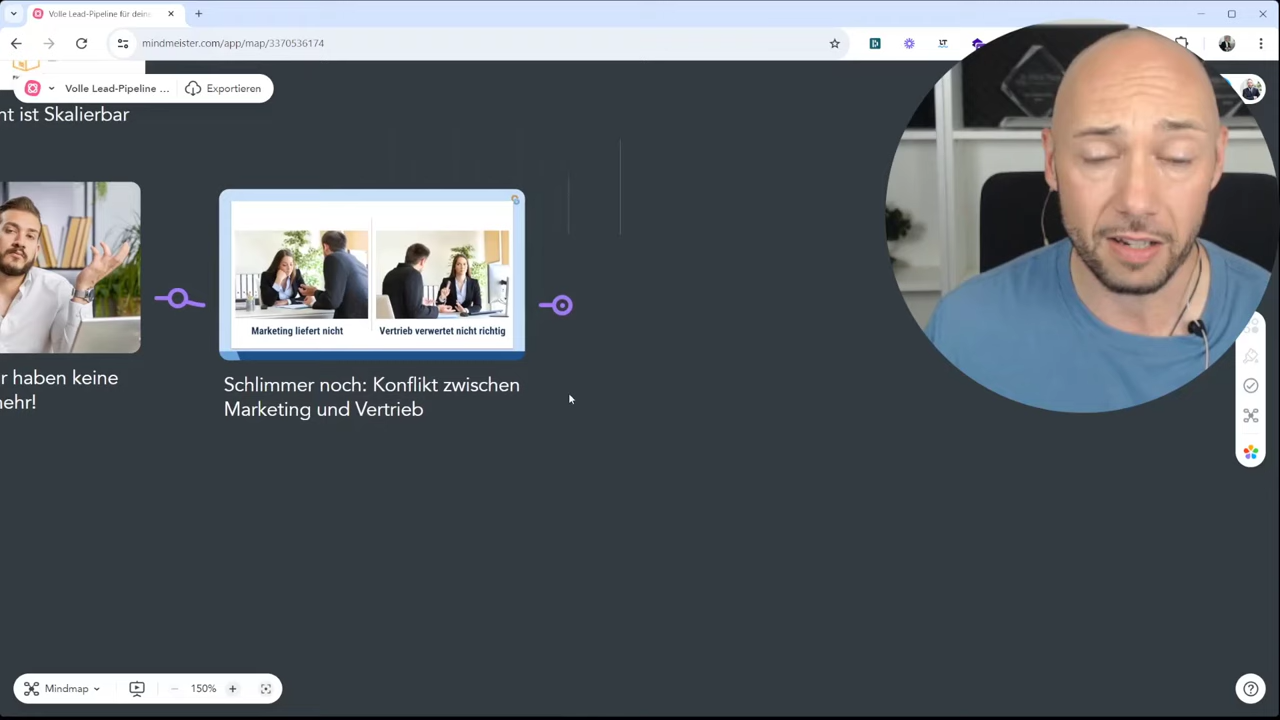 Volle Lead-Pipeline für dein
mindmeister.com/app/map/3370536174
Volle Lead-Pipeline ...
Exportieren
nt ist Skalierbar
Marketing liefert nicht
Vertrieb verwertet nicht richtig
r haben keine
nehr!
Schlimmer noch: Konflikt zwischen
Marketing und Vertrieb
Mindmap
150%